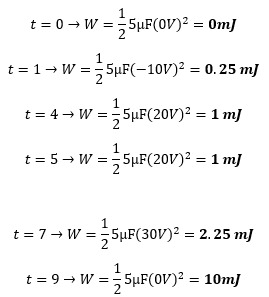 t = 0 → W = 1/2 5μF(0V)² = 0mJ
t = 1 → W = 1/2 5μF(−10V)² = 0.25 mJ
t = 4 → W = 1/2 5μF(20V)² = 1 mJ
t = 5 → W = 1/2 5μF(20V)² = 1 mJ
t = 7 → W = 1/2 5μF(30V)² = 2.25 mJ
t = 9 → W = 1/2 5μF(0V)² = 10mJ